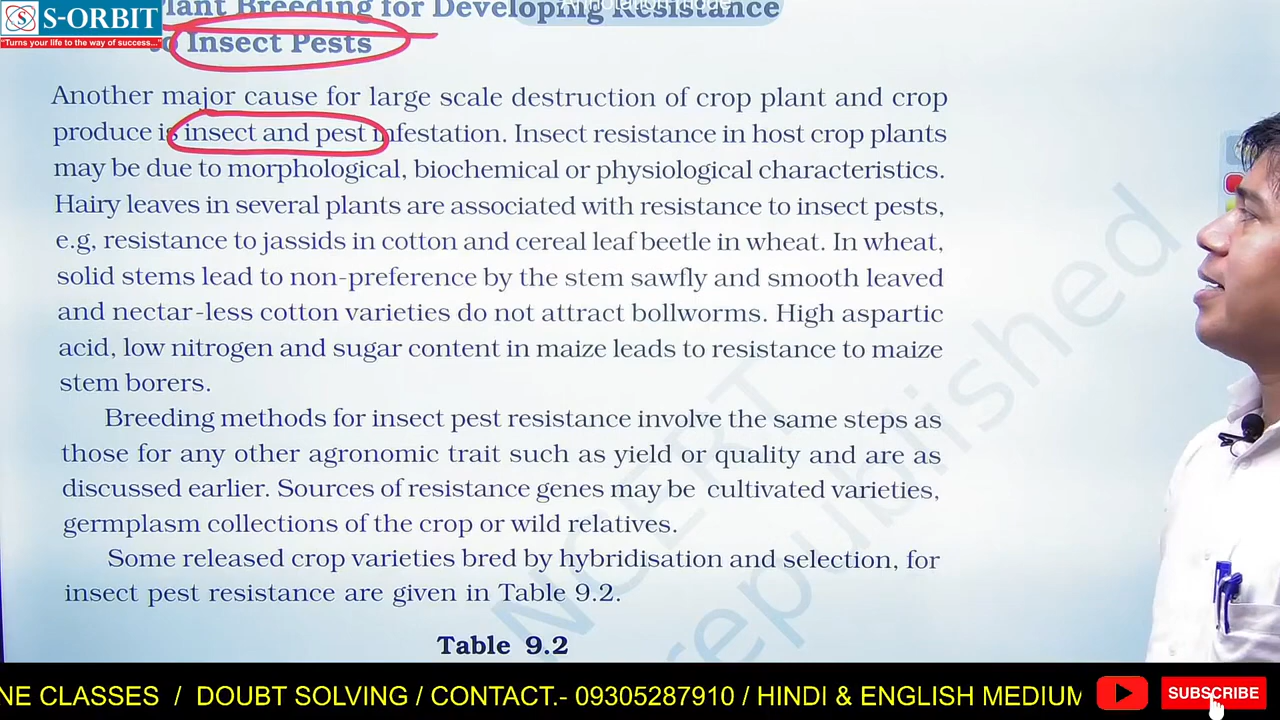 S-ORBIT
"Turns your life to the way of success..."
Plant Breeding for Developing Resistance
to Insect Pests
Another major cause for large scale destruction of crop plant and crop
produce is insect and pest infestation. Insect resistance in host crop plants
may be due to morphological, biochemical or physiological characteristics.
Hairy leaves in several plants are associated with resistance to insect pests,
e.g, resistance to jassids in cotton and cereal leaf beetle in wheat. In wheat,
solid stems lead to non-preference by the stem sawfly and smooth leaved
and nectar-less cotton varieties do not attract bollworms. High aspartic
acid, low nitrogen and sugar content in maize leads to resistance to maize
stem borers.
Breeding methods for insect pest resistance involve the same steps as
those for any other agronomic trait such as yield or quality and are as
discussed earlier. Sources of resistance genes may be cultivated varieties,
germplasm collections of the crop or wild relatives.
Some released crop varieties bred by hybridisation and selection, for
insect pest resistance are given in Table 9.2.
Table 9.2
NCERT
republished
NE CLASSES / DOUBT SOLVING / CONTACT.- 09305287910 / HINDI & ENGLISH MEDIUM
SUBSCRIBE